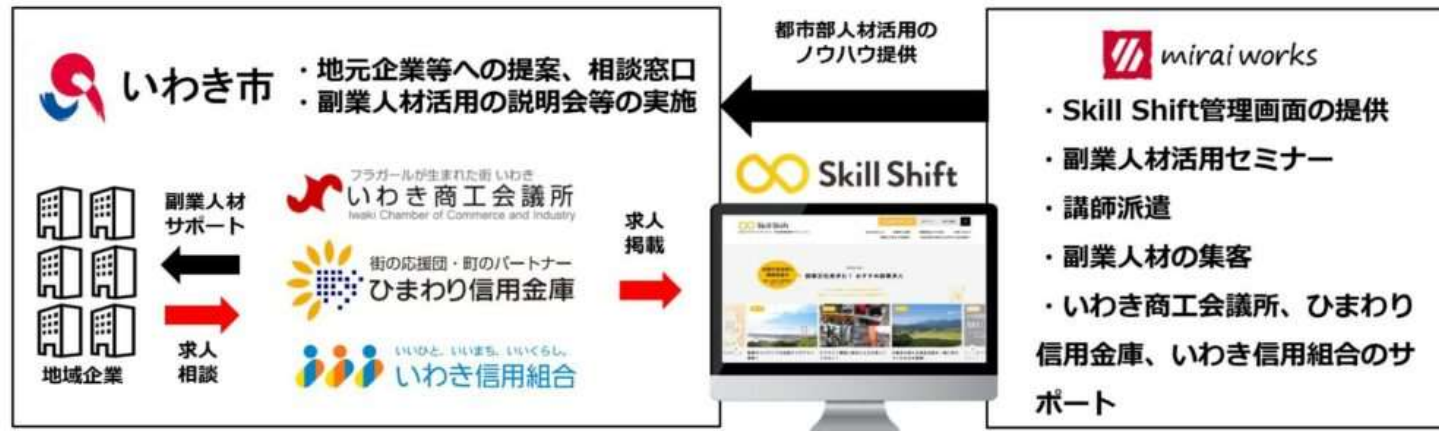 いわき市
・地元企業等への提案、相談窓口
・副業人材活用の説明会等の実施
副業人材
サポート
求人
相談
地域企業
フラガールが生まれた街 いわき
いわき商工会議所
Iwaki Chamber of Commerce and Industry
街の応援団・町のパートナー
ひまわり信用金庫
いいひと、いいまち、いいくらし。
いわき信用組合
求人
掲載
都市部人材活用の
ノウハウ提供
Skill Shift
Skill Shift
mirai works
・Skill Shift管理画面の提供
・副業人材活用セミナー
・講師派遣
・副業人材の集客
・いわき商工会議所、ひまわり
信用金庫、いわき信用組合のサ
ポート